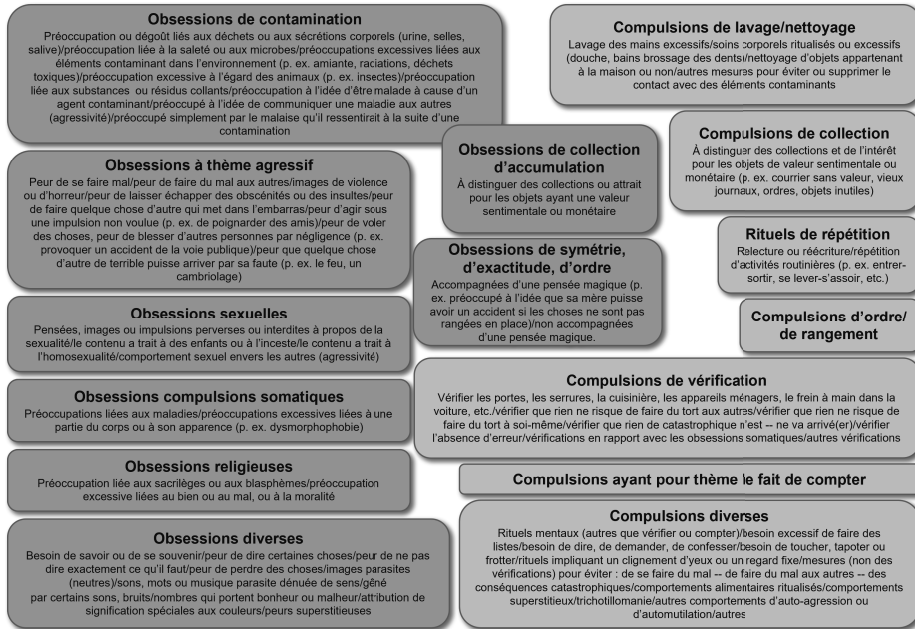 Obsessions de contamination
Préoccupation ou dégoût liés aux déchets ou aux sécrétions corporels (urine, selles,
salive)/préoccupation liée à la saleté ou aux microbes/préoccupations excessives liées aux
éléments contaminant dans l'environnement (p. ex. amiante, raciations, déchets
toxiques)/préoccupation excessive à l'égard des animaux (p. ex. insectes)/préoccupation
liée aux substances ou résidus collants/préoccupation à l'idée d'être malade à cause d'un
agent contaminant/préoccupé à l'idée de communiquer une maladie aux autres
(agressivité)/préoccupé simplement par le malaise qu'il ressentirait à la suite d'une
contamination
Obsessions à thème agressif
Peur de se faire mal/peur de faire du mal aux autres/images de violence
ou d'horreur/peur de laisser échapper des obscénités ou des insultes/peur
de faire quelque chose d'autre qui met dans l'embarras/peur d'agir sous
une impulsion non voulue (p. ex. de poignarder des amis)/peur de voler
des choses, peur de blesser d'autres personnes par négligence (p. ex.
provoquer un accident de la voie publique)/peur que quelque chose
d'autre de terrible puisse arriver par sa faute (p. ex. le feu, un
cambriolage)
Obsessions sexuelles
Pensées, images ou impulsions perverses ou interdites à propos de la
sexualité/le contenu a trait à des enfants ou à l'inceste/le contenu a trait à
l'homosexualité/comportement sexuel envers les autres (agressivité)
Obsessions compulsions somatiques
Préoccupations liées aux maladies/préoccupations excessives liées à une
partie du corps ou à son apparence (p. ex. dysmorphophobie)
Obsessions religieuses
Préoccupation liée aux sacrilèges ou aux blasphèmes/préoccupation
excessive liées au bien ou au mal, ou à la moralité
Obsessions diverses
Besoin de savoir ou de se souvenir/peur de dire certaines choses/peur de ne pas
dire exactement ce qu'il faut/peur de perdre des choses/images parasites
(neutres)/sons, mots ou musique parasite dénuée de sens/gêné
par certains sons, bruits/nombres qui portent bonheur ou malheur/attribution de
signification spéciales aux couleurs/peurs superstitieuses
Obsessions de collection
d'accumulation
À distinguer des collections ou attrait
pour les objets ayant une valeur
sentimentale ou monétaire
Obsessions de symétrie,
d'exactitude, d'ordre
Accompagnées d'une pensée magique (p.
ex. préoccupé à l'idée que sa mère puisse
avoir un accident si les choses ne sont pas
rangées en place)/non accompagnées
d'une pensée magique.
Compulsions de lavage/nettoyage
Lavage des mains excessifs/soins corporels ritualisés ou excessifs
(douche, bains brossage des dents/nettoyage d'objets appartenant
à la maison ou non/autres mesures pour éviter ou supprimer le
contact avec des éléments contaminants
Compulsions de collection
À distinguer des collections et de l'intérêt
pour les objets de valeur sentimentale ou
monétaire (p. ex. courrier sans valeur, vieux
journaux, ordres, objets inutiles)
Rituels de répétition
Relecture ou réécriture/répétition
d'activités routinières (p. ex. entrer-
sortir, se lever-s'assoir, etc.)
Compulsions d'ordre/
de rangement
Compulsions de vérification
Vérifier les portes, les serrures, la cuisinière, les appareils ménagers, le frein à main dans la
voiture, etc./vérifier que rien ne risque de faire du tort aux autres/vérifier que rien ne risque de
faire du tort à soi-même/vérifier que rien de catastrophique n'est -- ne va arrivé(er)/vérifier
l'absence d'erreur/vérifications en rapport avec les obsessions somatiques/autres vérifications
Compulsions ayant pour thème le fait de compter
Compulsions diverses
Rituels mentaux (autres que vérifier ou compter)/besoin excessif de faire des
listes/besoin de dire, de demander, de confesser/besoin de toucher, tapoter ou
frotter/rituels impliquant un clignement d'yeux ou un regard fixe/mesures (non des
vérifications) pour éviter : de se faire du mal -- de faire du mal aux autres -- des
conséquences catastrophiques/comportements alimentaires ritualisés/comportements
superstitieux/trichotillomanie/autres comportements d'auto-agression ou
d'automutilation/autres